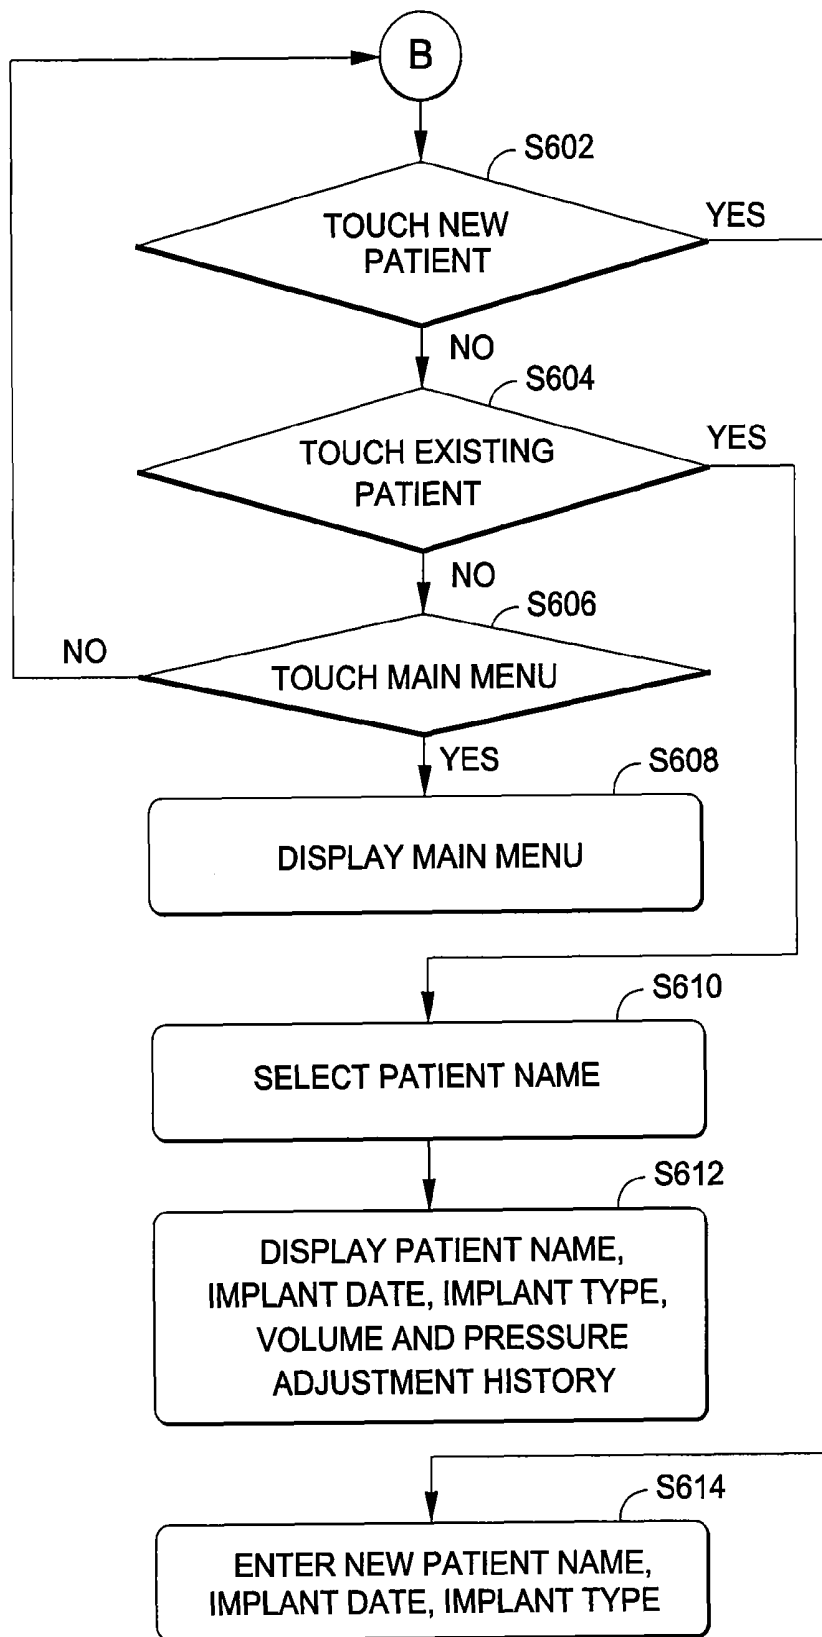 B
S602
TOUCH NEW
PATIENT
YES
NO
S604
TOUCH EXISTING
PATIENT
YES
NO
S606
NO
TOUCH MAIN MENU
YES
S608
DISPLAY MAIN MENU
S610
SELECT PATIENT NAME
S612
DISPLAY PATIENT NAME,
IMPLANT DATE, IMPLANT TYPE,
VOLUME AND PRESSURE
ADJUSTMENT HISTORY
S614
ENTER NEW PATIENT NAME,
IMPLANT DATE, IMPLANT TYPE